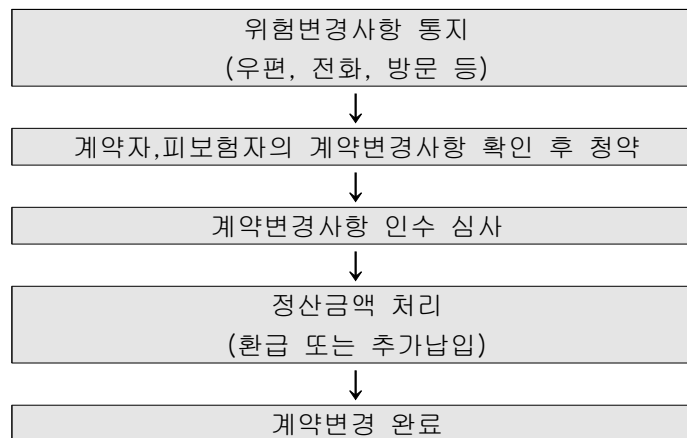 위험변경사항 통지
(우편, 전화, 방문 등)
↓
계약자,피보험자의 계약변경사항 확인 후 청약
↓
계약변경사항 인수 심사
↓
정산금액 처리
(환급 또는 추가납입)
↓
계약변경 완료